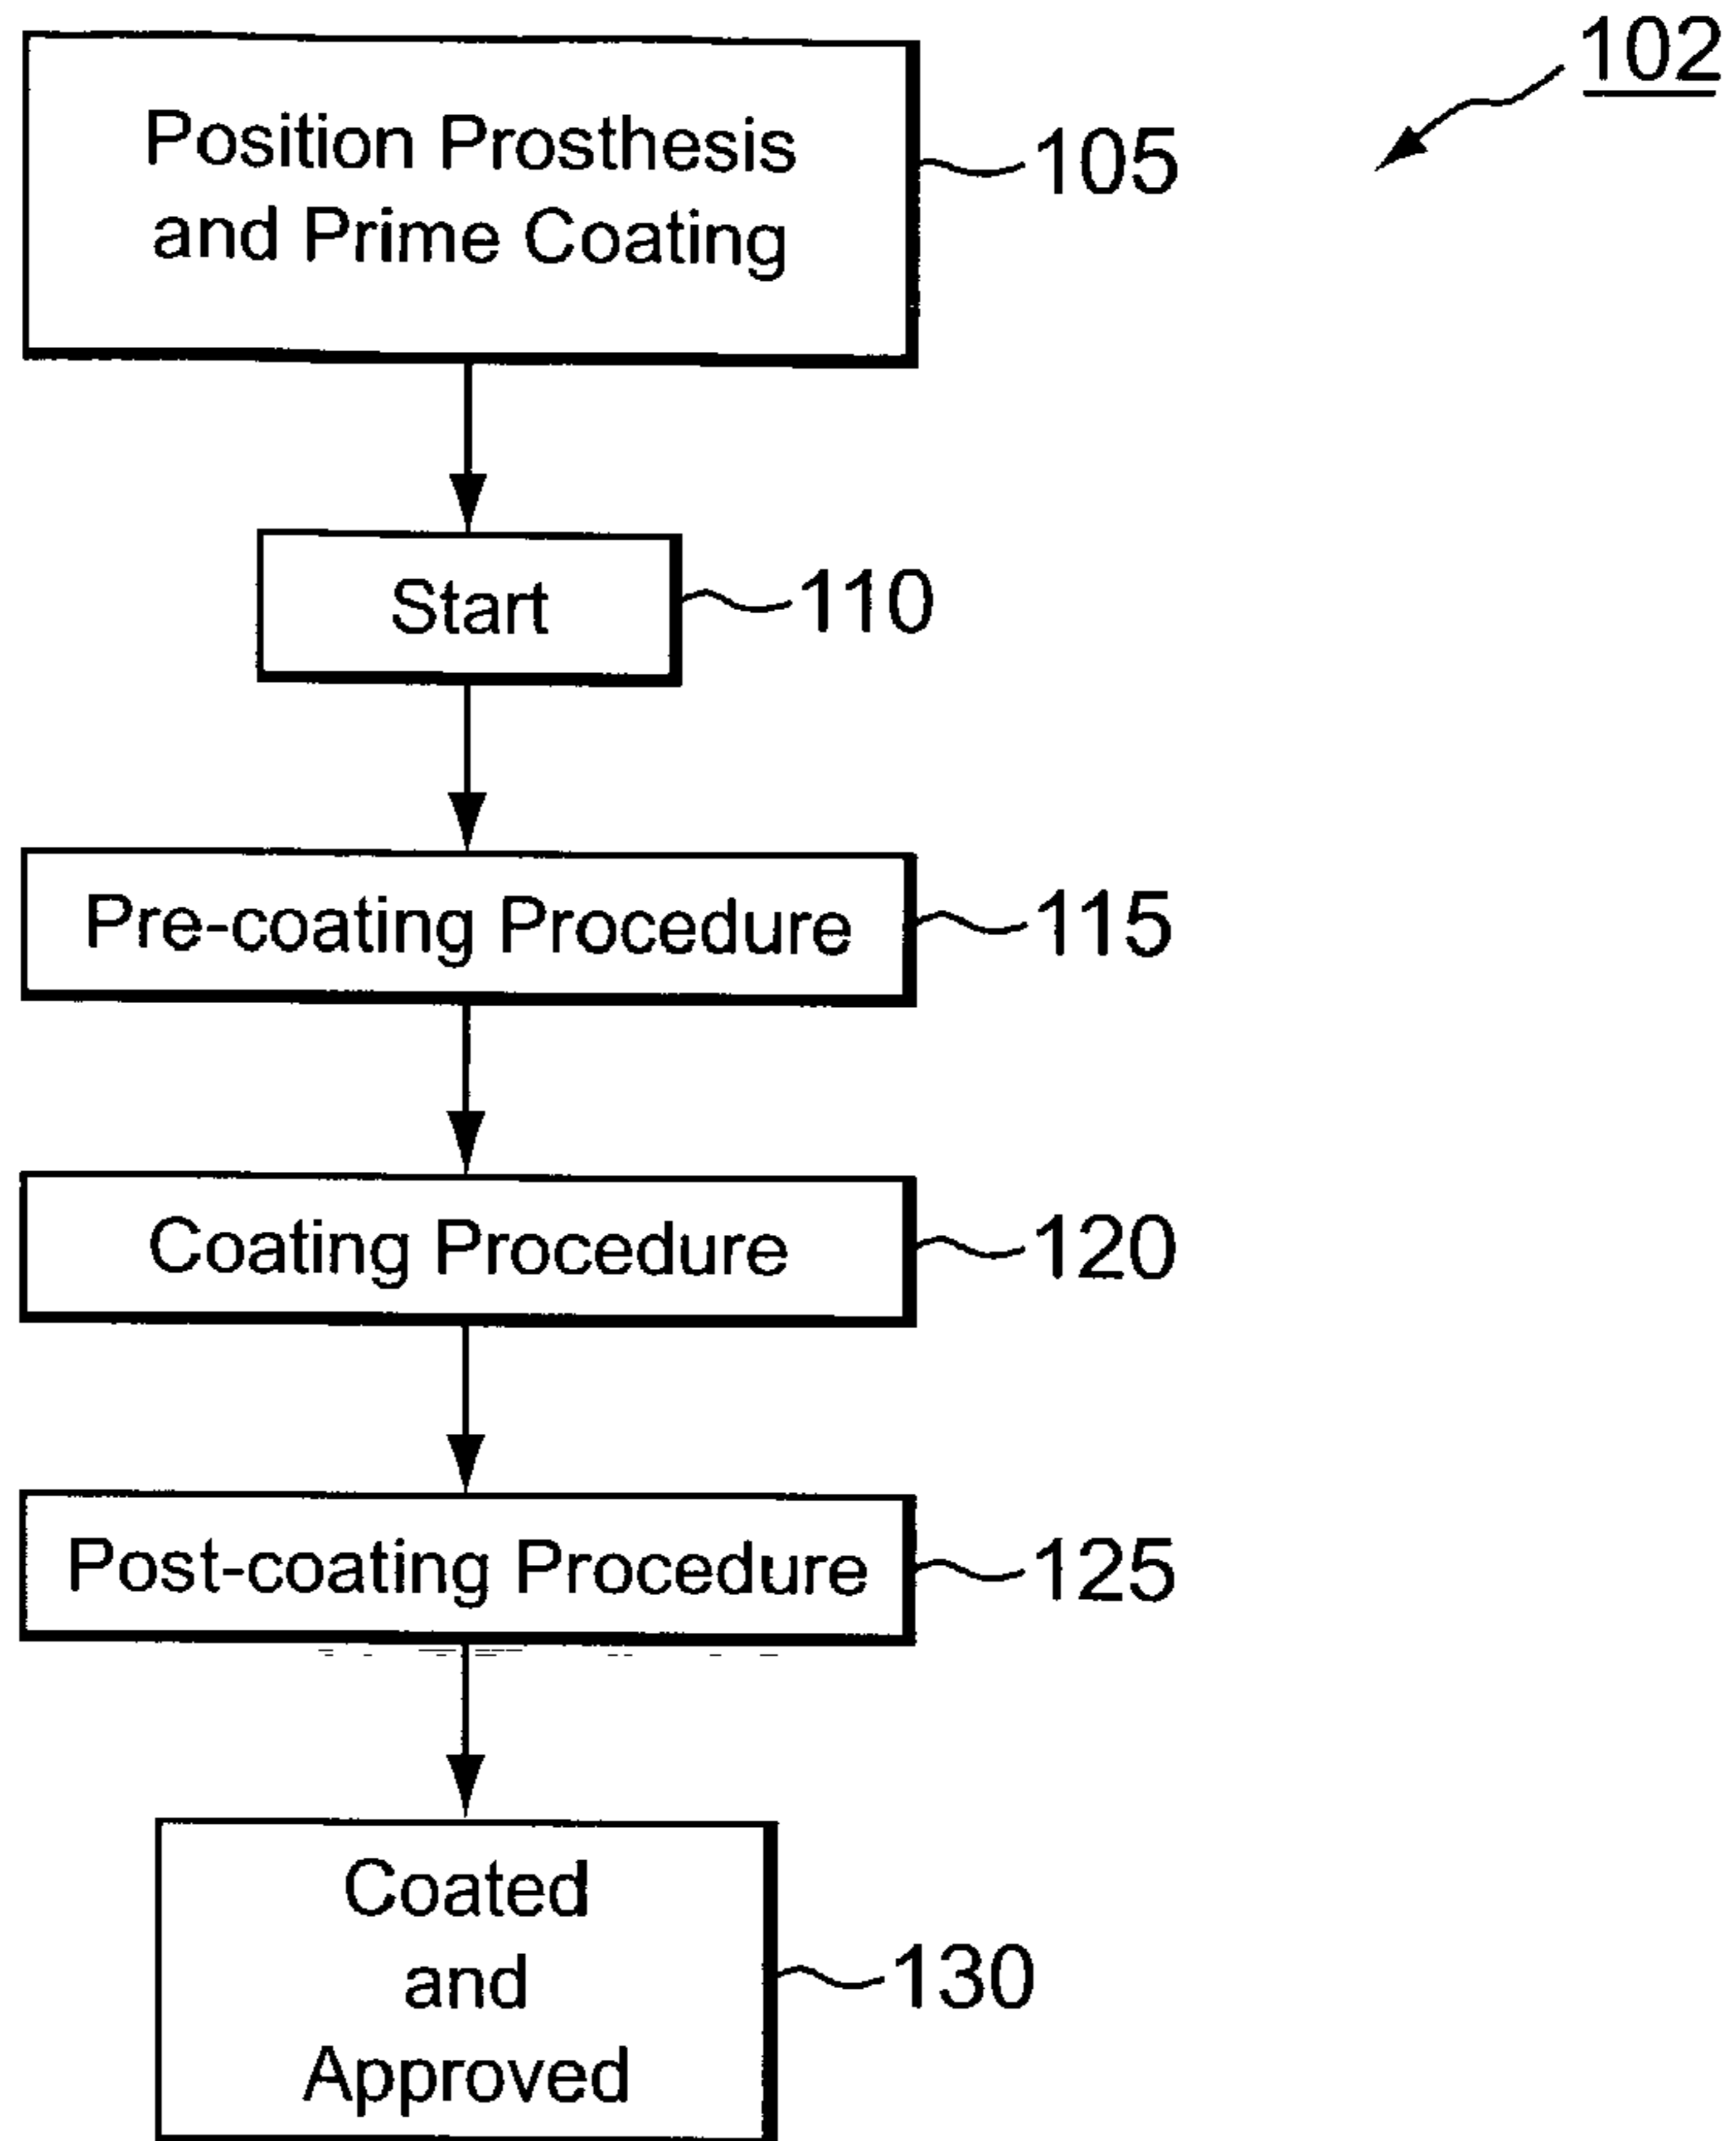 102
Position Prosthesis
and Prime Coating
105
Start
110
Pre-coating Procedure
115
Coating Procedure
120
Post-coating Procedure
125
Coated
and
Approved
130